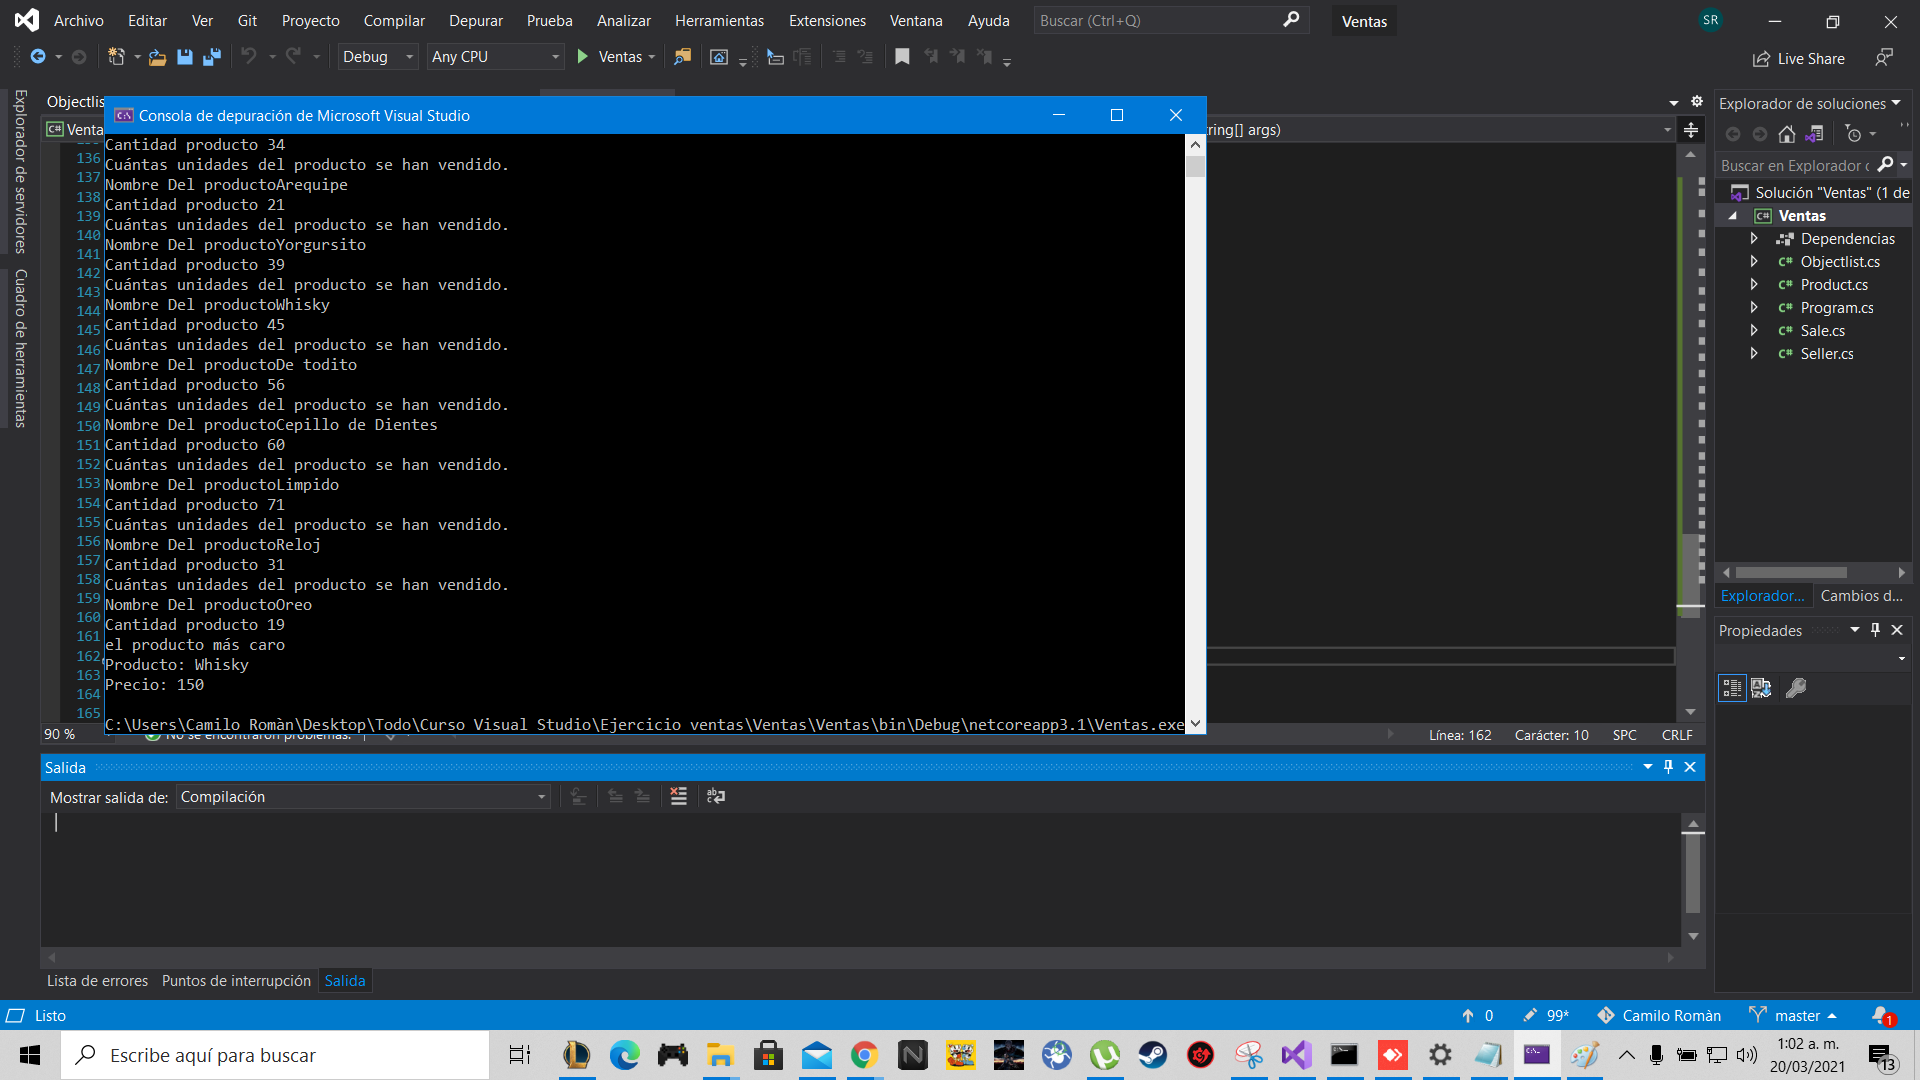 Archivo Editar Ver Git Proyecto Compilar Depurar Prueba Analizar Herramientas Extensiones Ventana Ayuda Buscar (Ctrl+Q) Ventas SR
Debug Any CPU Ventas Live Share
Explorador de servidores
Cuadro de herramientas
Objectlis
Venta
tring[] args)
Consola de depuración de Microsoft Visual Studio
Cantidad producto 34
Cuántas unidades del producto se han vendido.
Nombre Del productoArequipe
Cantidad producto 21
Cuántas unidades del producto se han vendido.
Nombre Del productoYorgursito
Cantidad producto 39
Cuántas unidades del producto se han vendido.
Nombre Del productoWhisky
Cantidad producto 45
Cuántas unidades del producto se han vendido.
Nombre Del productoDe todito
Cantidad producto 56
Cuántas unidades del producto se han vendido.
Nombre Del productoCepillo de Dientes
Cantidad producto 60
Cuántas unidades del producto se han vendido.
Nombre Del productoLimpido
Cantidad producto 71
Cuántas unidades del producto se han vendido.
Nombre Del productoReloj
Cantidad producto 31
Cuántas unidades del producto se han vendido.
Nombre Del productoOreo
Cantidad producto 19
el producto más caro
Producto: Whisky
Precio: 150
C:\Users\Camilo Romàn\Desktop\Todo\Curso Visual Studio\Ejercicio ventas\Ventas\Ventas\bin\Debug\netcoreapp3.1\Ventas.exe
136
137
138
139
140
141
142
143
144
145
146
147
148
149
150
151
152
153
154
155
156
157
158
159
160
161
162
163
164
165
90 % No se encontraron problemas. Línea: 162 Carácter: 10 SPC CRLF
Explorador de soluciones
Buscar en Explorador d
Solución "Ventas" (1 de
C# Ventas
Dependencias
C# Objectlist.cs
C# Product.cs
C# Program.cs
C# Sale.cs
C# Seller.cs
Explorador... Cambios d...
Propiedades
Salida
Mostrar salida de: Compilación
Lista de errores Puntos de interrupción Salida
Listo 0 99* Camilo Romàn master 1
Escribe aquí para buscar
1:02 a. m.
20/03/2021
13